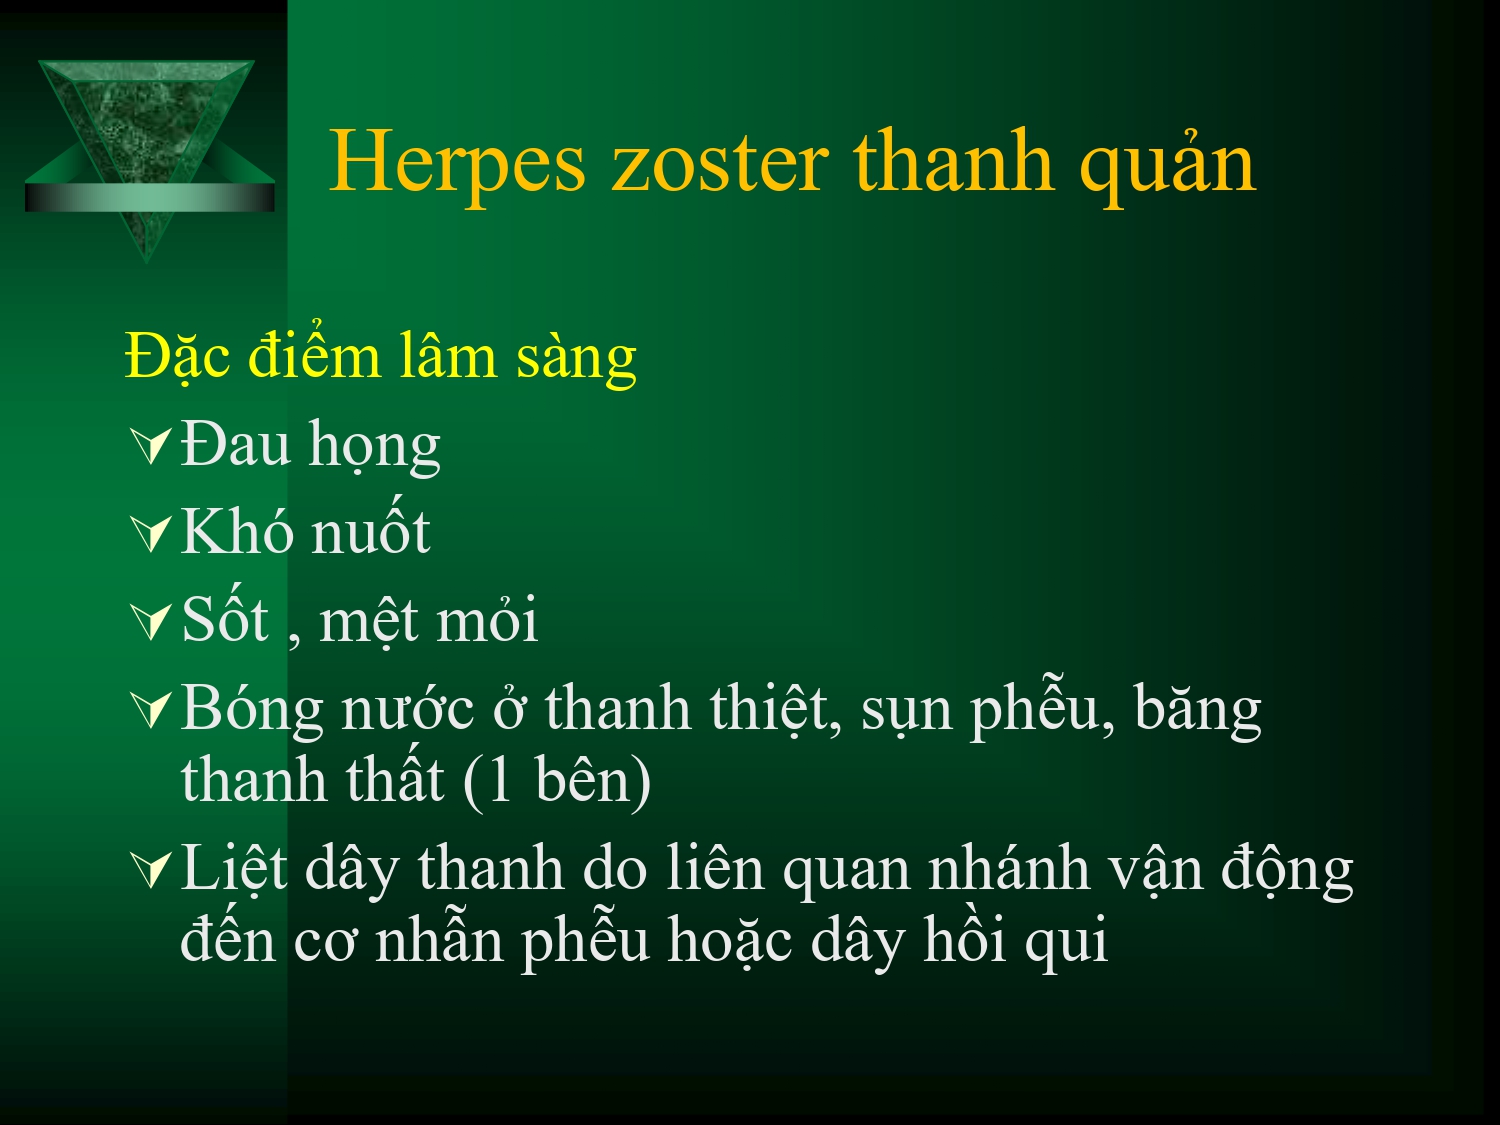 Herpes zoster thanh quản
Đặc điểm lâm sàng
Đau họng
Khó nuốt
Sốt , mệt mỏi
Bóng nước ở thanh thiệt, sụn phễu, băng
thanh thất (1 bên)
Liệt dây thanh do liên quan nhánh vận động
đến cơ nhẫn phễu hoặc dây hồi qui